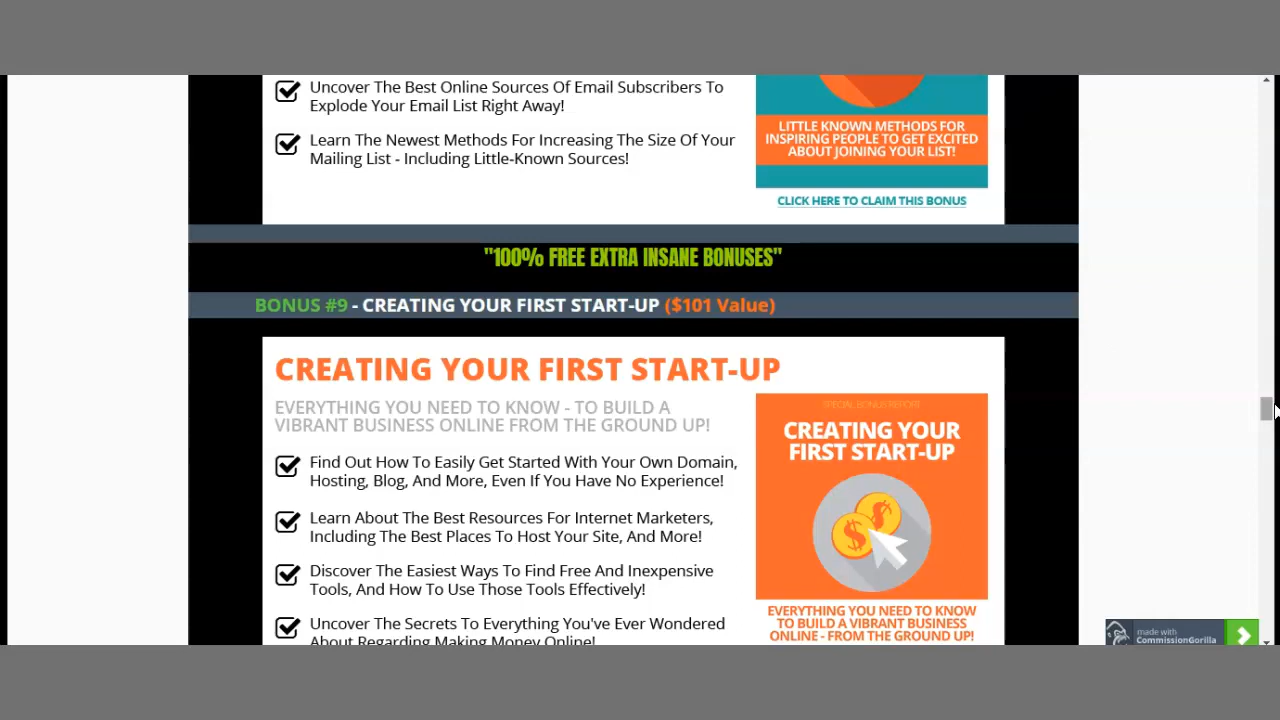 Uncover The Best Online Sources Of Email Subscribers To
Explode Your Email List Right Away!
Learn The Newest Methods For Increasing The Size Of Your
Mailing List - Including Little-Known Sources!
LITTLE KNOWN METHODS FOR
INSPIRING PEOPLE TO GET EXCITED
ABOUT JOINING YOUR LIST!
CLICK HERE TO CLAIM THIS BONUS
"100% FREE EXTRA INSANE BONUSES"
BONUS #9 - CREATING YOUR FIRST START-UP ($101 Value)
CREATING YOUR FIRST START-UP
EVERYTHING YOU NEED TO KNOW - TO BUILD A
VIBRANT BUSINESS ONLINE FROM THE GROUND UP!
Find Out How To Easily Get Started With Your Own Domain,
Hosting, Blog, And More, Even If You Have No Experience!
Learn About The Best Resources For Internet Marketers,
Including The Best Places To Host Your Site, And More!
Discover The Easiest Ways To Find Free And Inexpensive
Tools, And How To Use Those Tools Effectively!
Uncover The Secrets To Everything You've Ever Wondered
About Regarding Making Money Online!
SPECIAL BONUS REPORT
CREATING YOUR
FIRST START-UP
EVERYTHING YOU NEED TO KNOW
TO BUILD A VIBRANT BUSINESS
ONLINE - FROM THE GROUND UP!
made with
CommissionGorilla